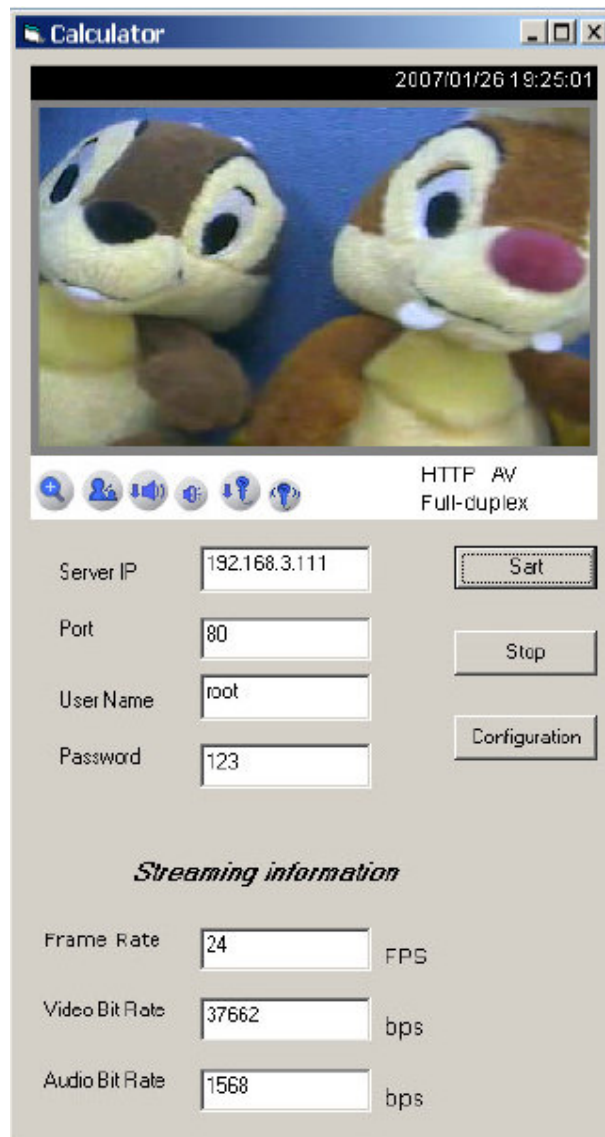 Calculator
2007/01/26 19:25:01
HTTP AV
Full-duplex
Server IP 192.168.3.111 Sart
Port 80
Stop
User Name root
Configuration
Password 123
Streaming information
Frame Rate 24 FPS
Video Bit Rate 37662 bps
Audio Bit Rate 1568 bps